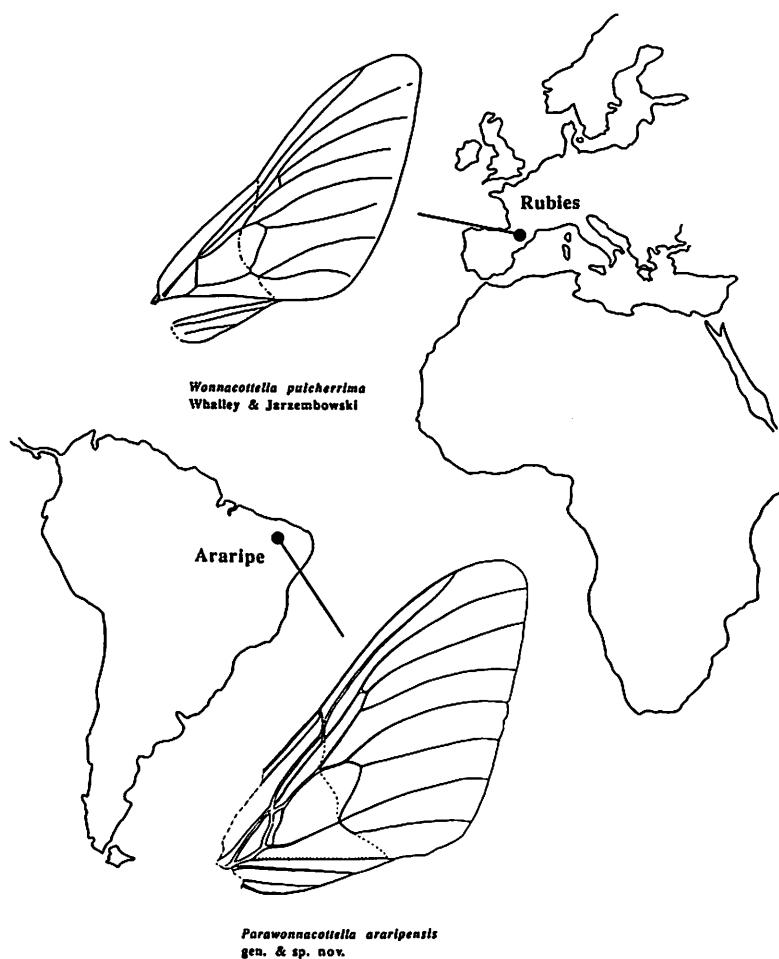 Rubies
Wonnacottella pulcherrima
Whalley & Jarzembowski
Araripe
Parawonnacottella araripensis
gen. & sp. nov.